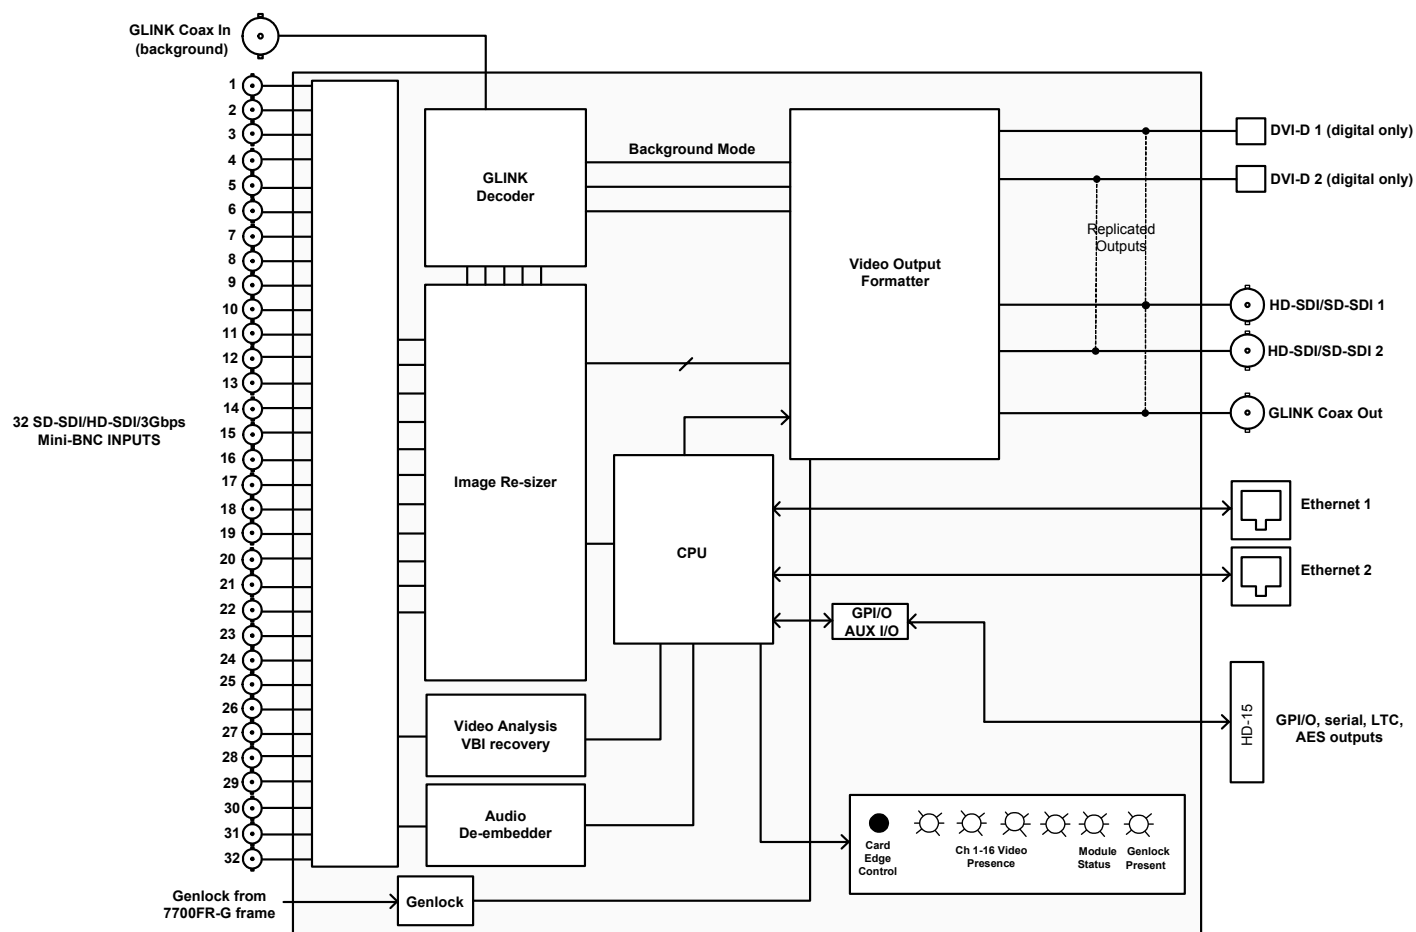 GLINK Coax In
(background)
1
2
3
4
5
6
7
8
9
10
11
12
13
14
15
16
17
18
19
20
21
22
23
24
25
26
27
28
29
30
31
32
32 SD-SDI/HD-SDI/3Gbps
Mini-BNC INPUTS
Genlock from
7700FR-G frame
GLINK
Decoder
Background Mode
Image Re-sizer
Video Analysis
VBI recovery
Audio
De-embedder
Genlock
CPU
Video Output
Formatter
Replicated
Outputs
GPI/O
AUX I/O
Card
Edge
Control
Ch 1-16 Video
Presence
Module
Status
Genlock
Present
DVI-D 1 (digital only)
DVI-D 2 (digital only)
HD-SDI/SD-SDI 1
HD-SDI/SD-SDI 2
GLINK Coax Out
Ethernet 1
Ethernet 2
HD-15
GPI/O, serial, LTC,
AES outputs